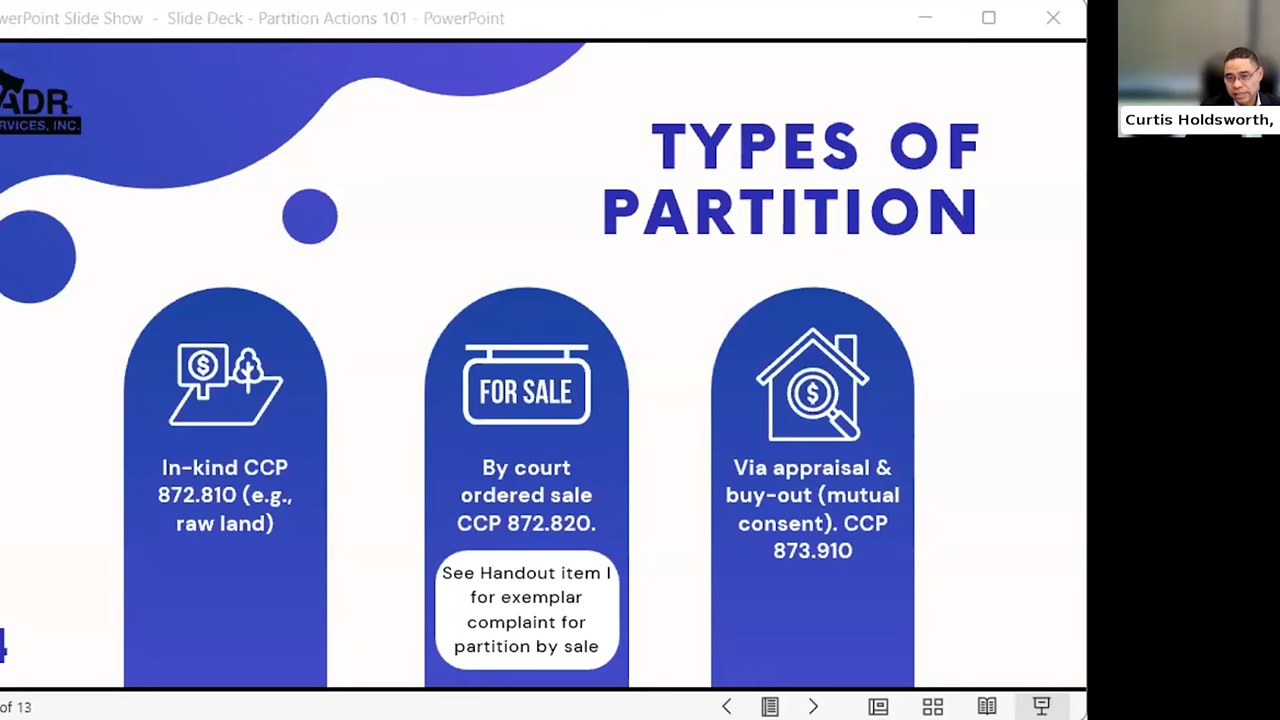 werPoint Slide Show - Slide Deck - Partition Actions 101 - PowerPoint
ADR
RVICES, INC.
Curtis Holdsworth,
TYPES OF
PARTITION
$
In-kind CCP
872.810 (e.g.,
raw land)
FOR SALE
By court
ordered sale
CCP 872.820.
See Handout item I
for exemplar
complaint for
partition by sale
$
Via appraisal &
buy-out (mutual
consent). CCP
873.910
4
of 13